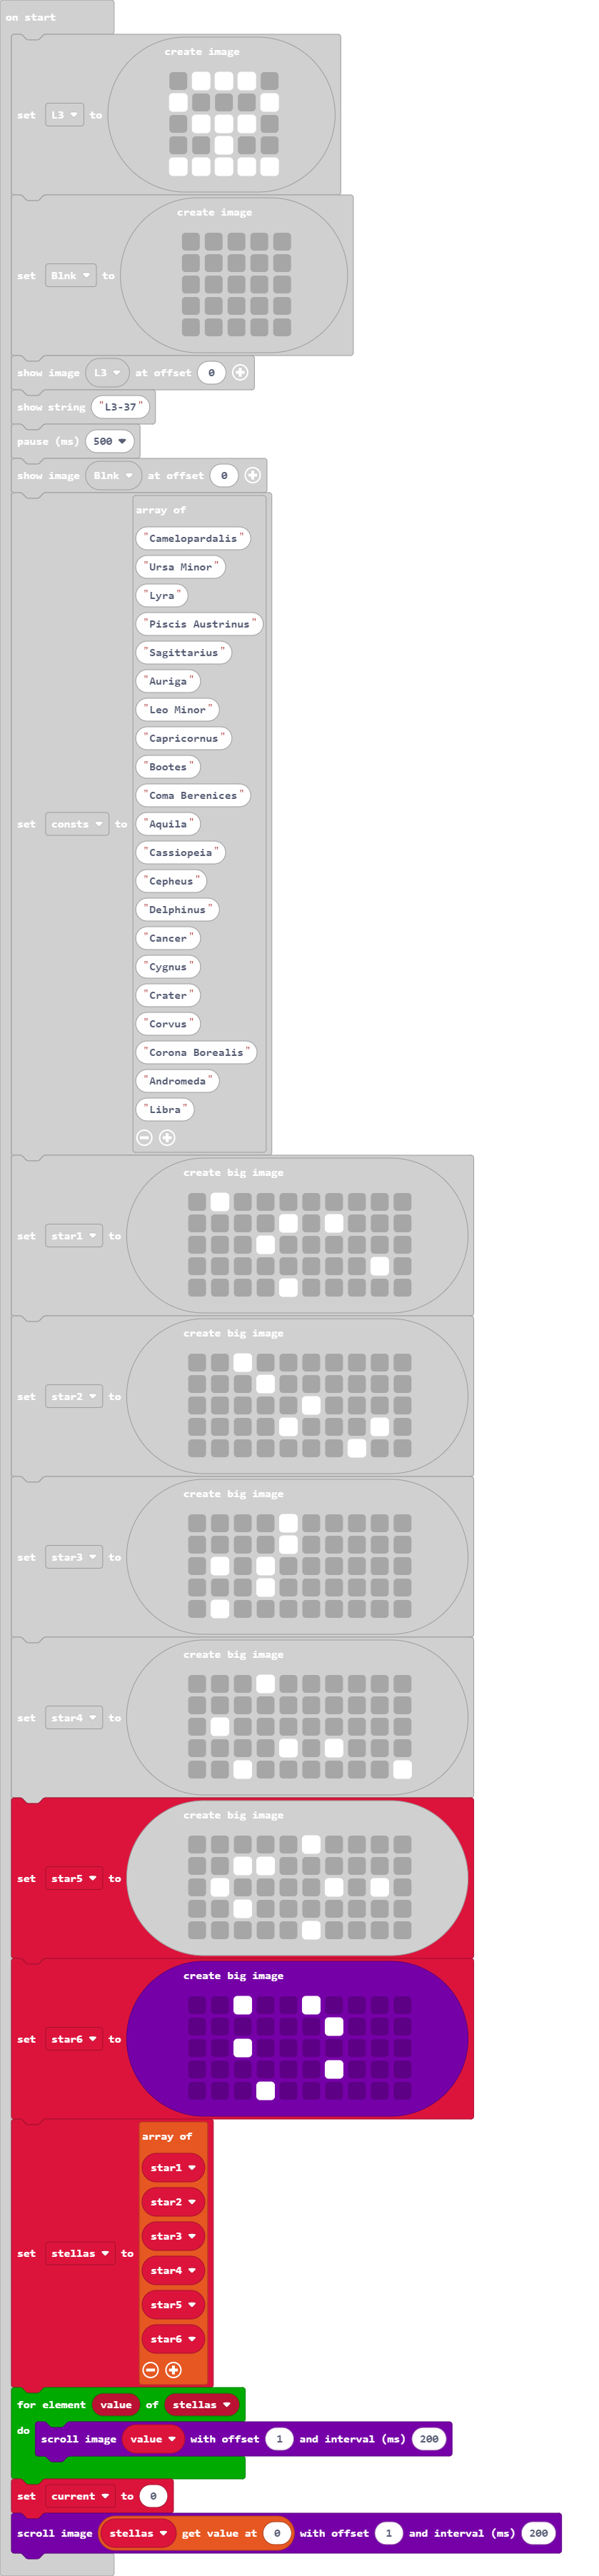 on start
create image
set L3 to
create image
set Blnk to
show image L3 at offset 0
show string "L3-37"
pause (ms) 500
show image Blnk at offset 0
array of
"Camelopardalis"
"Ursa Minor"
"Lyra"
"Piscis Austrinus"
"Sagittarius"
"Auriga"
"Leo Minor"
"Capricornus"
"Bootes"
"Coma Berenices"
set consts to "Aquila"
"Cassiopeia"
"Cepheus"
"Delphinus"
"Cancer"
"Cygnus"
"Crater"
"Corvus"
"Corona Borealis"
"Andromeda"
"Libra"
create big image
set star1 to
create big image
set star2 to
create big image
set star3 to
create big image
set star4 to
create big image
set star5 to
create big image
set star6 to
array of
star1
star2
star3
set stellas to
star4
star5
star6
for element value of stellas
do
scroll image value with offset 1 and interval (ms) 200
set current to 0
scroll image stellas get value at 0 with offset 1 and interval (ms) 200